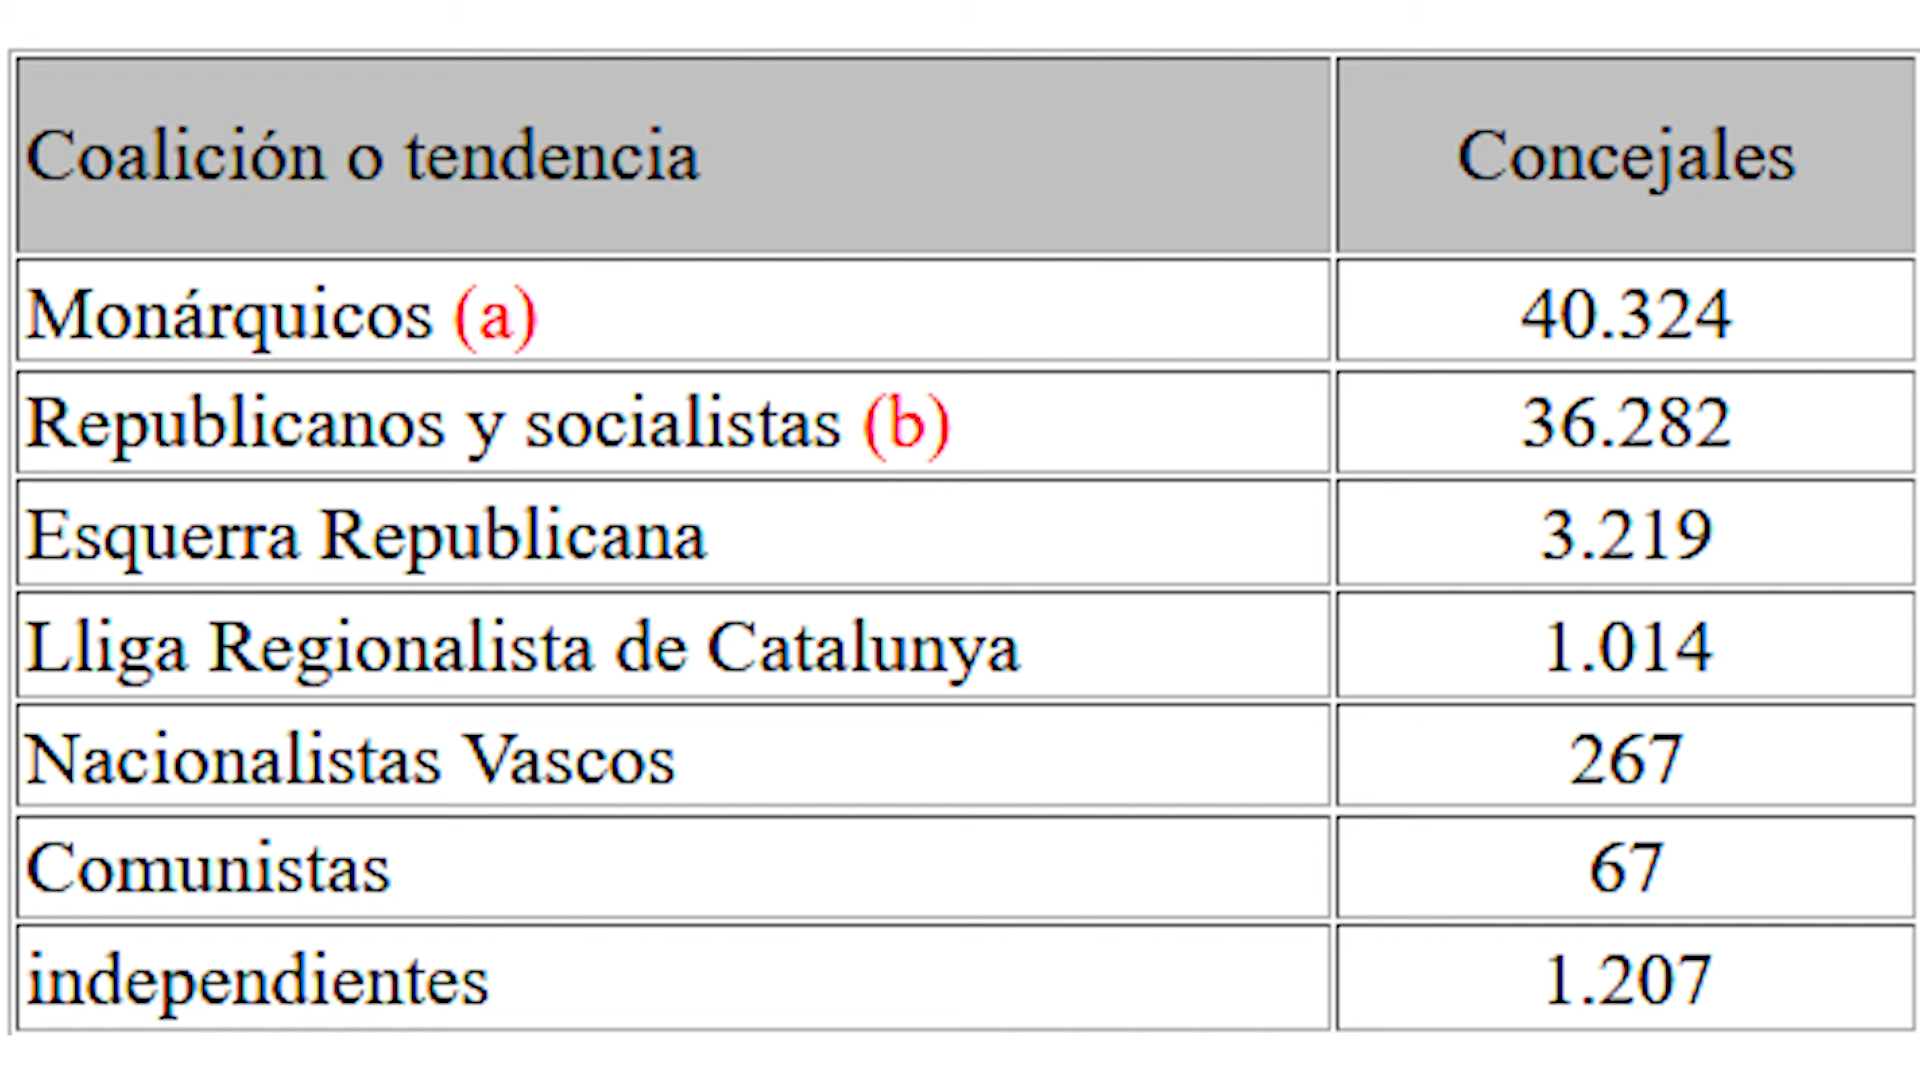 Coalición o tendencia Concejales
Monárquicos (a) 40.324
Republicanos y socialistas (b) 36.282
Esquerra Republicana 3.219
Lliga Regionalista de Catalunya 1.014
Nacionalistas Vascos 267
Comunistas 67
independientes 1.207